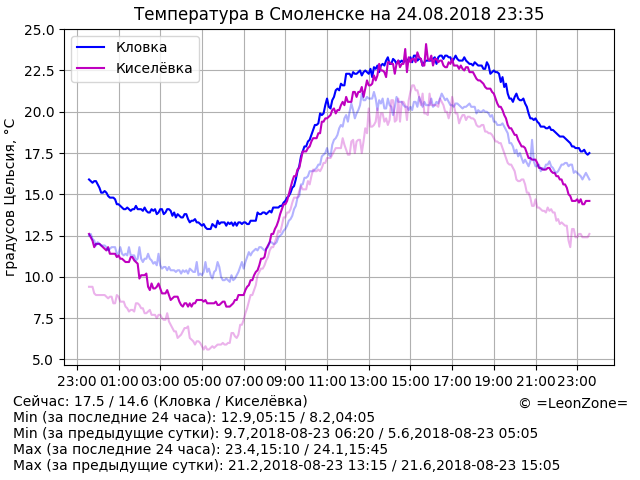 Температура в Смоленске на 24.08.2018 23:35
градусов Цельсия, °C
25.0
22.5
20.0
17.5
15.0
12.5
10.0
7.5
5.0
Кловка
Киселёвка
23:00 01:00 03:00 05:00 07:00 09:00 11:00 13:00 15:00 17:00 19:00 21:00 23:00
© =LeonZone=
Сейчас: 17.5 / 14.6 (Кловка / Киселёвка)
Min (за последние 24 часа): 12.9,05:15 / 8.2,04:05
Min (за предыдущие сутки): 9.7,2018-08-23 06:20 / 5.6,2018-08-23 05:05
Max (за последние 24 часа): 23.4,15:10 / 24.1,15:45
Max (за предыдущие сутки): 21.2,2018-08-23 13:15 / 21.6,2018-08-23 15:05